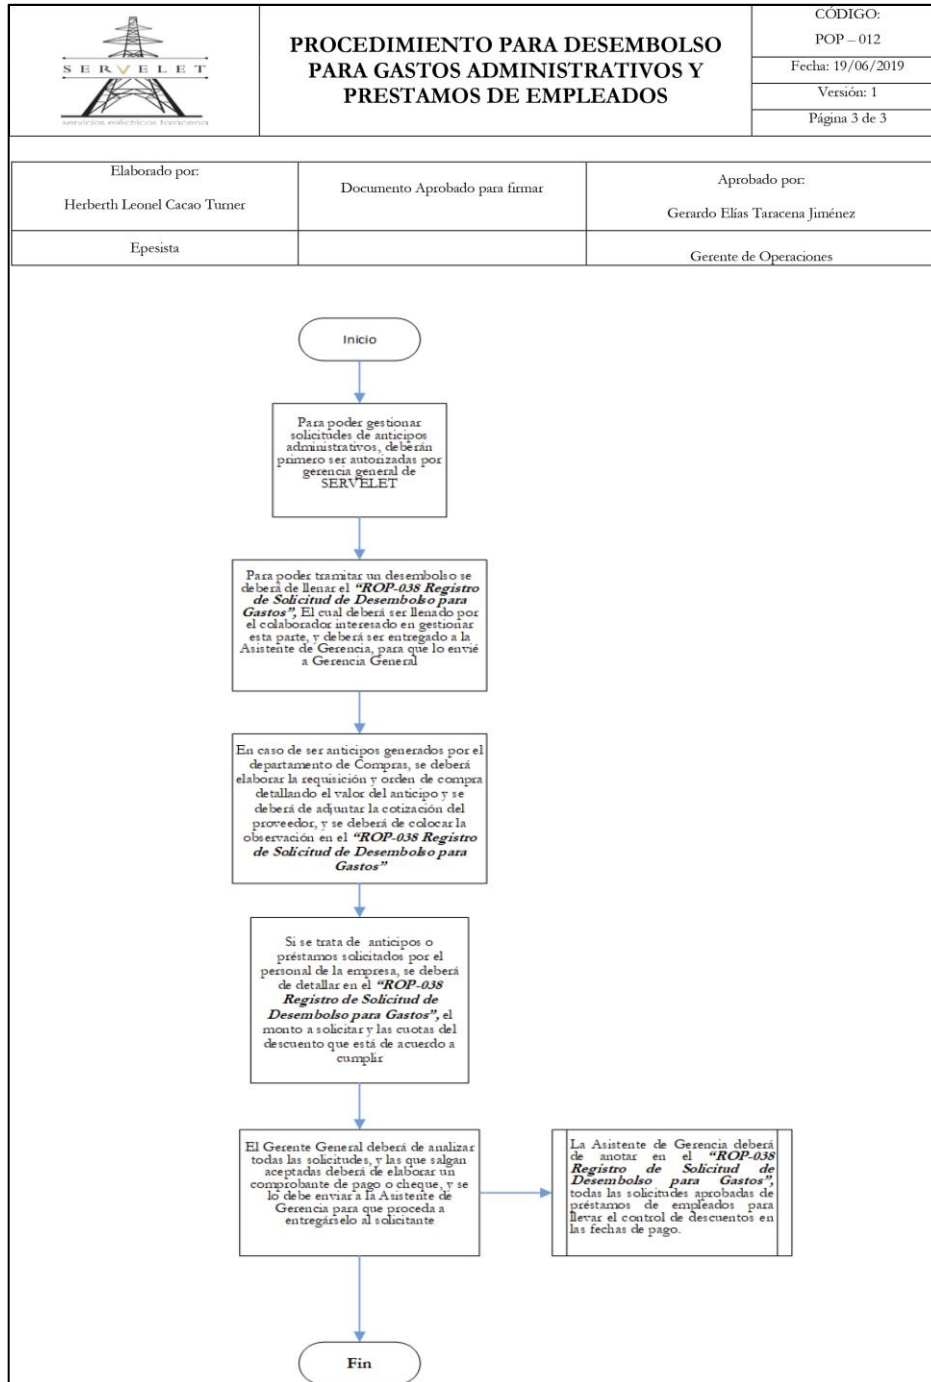 SERVELET
servicios eléctricos taracena
PROCEDIMIENTO PARA DESEMBOLSO
PARA GASTOS ADMINISTRATIVOS Y
PRESTAMOS DE EMPLEADOS
CÓDIGO:
POP – 012
Fecha: 19/06/2019
Versión: 1
Página 3 de 3
Elaborado por:
Herberth Leonel Cacao Turner
Documento Aprobado para firmar
Aprobado por:
Gerardo Elías Taracena Jiménez
Epesista
Gerente de Operaciones
Inicio
Para poder gestionar
solicitudes de anticipos
administrativos, deberán
primero ser autorizadas por
gerencia general de
SERVELET
Para poder tramitar un desembolso se
deberá de llenar el “ROP-038 Registro
de Solicitud de Desembolso para
Gastos”, El cual deberá ser llenado por
el colaborador interesado en gestionar
esta parte, y deberá ser entregado a la
Asistente de Gerencia, para que lo envié
a Gerencia General
En caso de ser anticipos generados por el
departamento de Compras, se deberá
elaborar la requisición y orden de compra
detallando el valor del anticipo y se
deberá de adjuntar la cotización del
proveedor, y se deberá de colocar la
observación en el “ROP-038 Registro
de Solicitud de Desembolso para
Gastos”
Si se trata de anticipos o
préstamos solicitados por el
personal de la empresa, se deberá
de detallar en el “ROP-038
Registro de Solicitud de
Desembolso para Gastos”, el
monto a solicitar y las cuotas del
descuento que está de acuerdo a
cumplir
El Gerente General deberá de analizar
todas las solicitudes, y las que salgan
aceptadas deberá de elaborar un
comprobante de pago o cheque, y se
lo debe enviar a la Asistente de
Gerencia para que proceda a
entregárselo al solicitante
La Asistente de Gerencia deberá
de anotar en el “ROP-038
Registro de Solicitud de
Desembolso para Gastos”,
todas las solicitudes aprobadas de
préstamos de empleados para
llevar el control de descuentos en
las fechas de pago.
Fin